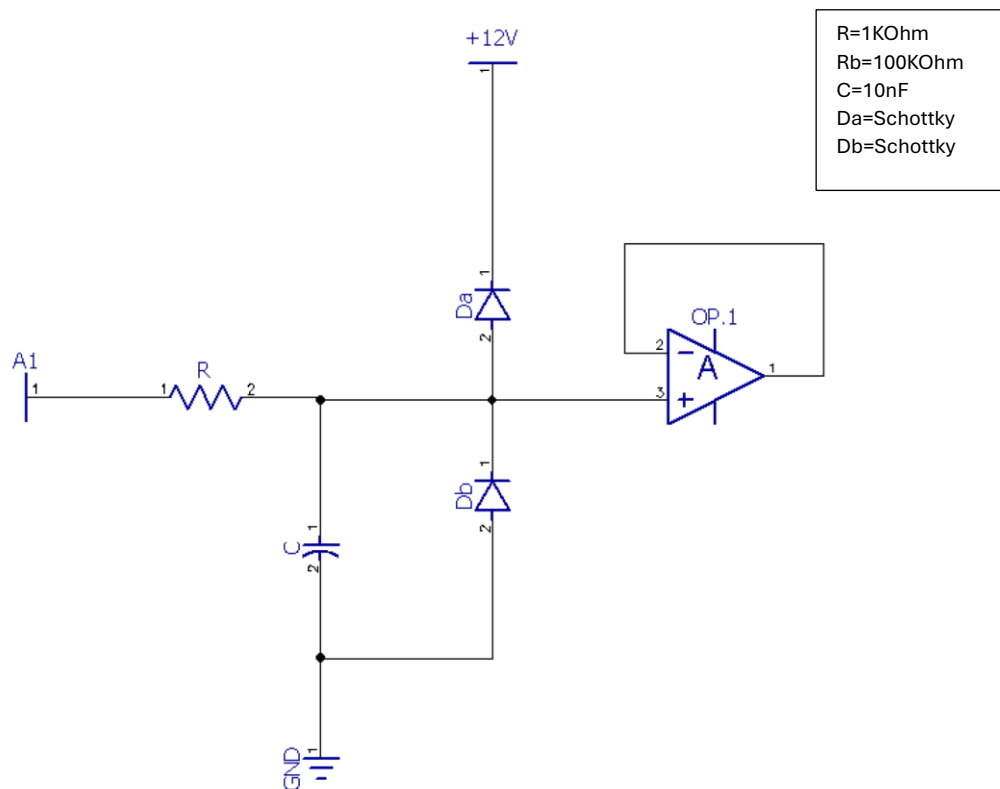 +12V
1
R=1KOhm
Rb=100KOhm
C=10nF
Da=Schottky
Db=Schottky
1
Da
2
OP.1
2
−
A
1
3
+
A1
1
1
R
2
1
Db
2
1
C
2
1
GND